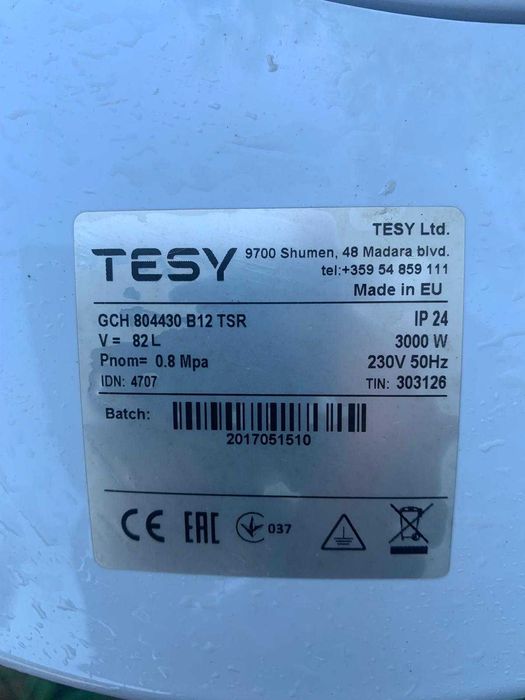 TESY Ltd.
TESY
9700 Shumen, 48 Madara blvd.
tel:+359 54 859 111
Made in EU
GCH 804430 B12 TSR
IP 24
V= 82L
3000 W
Pnom= 0.8 Mpa
230V 50Hz
IDN: 4707
TIN: 303126
Batch:
2017051510
CE EAC 037